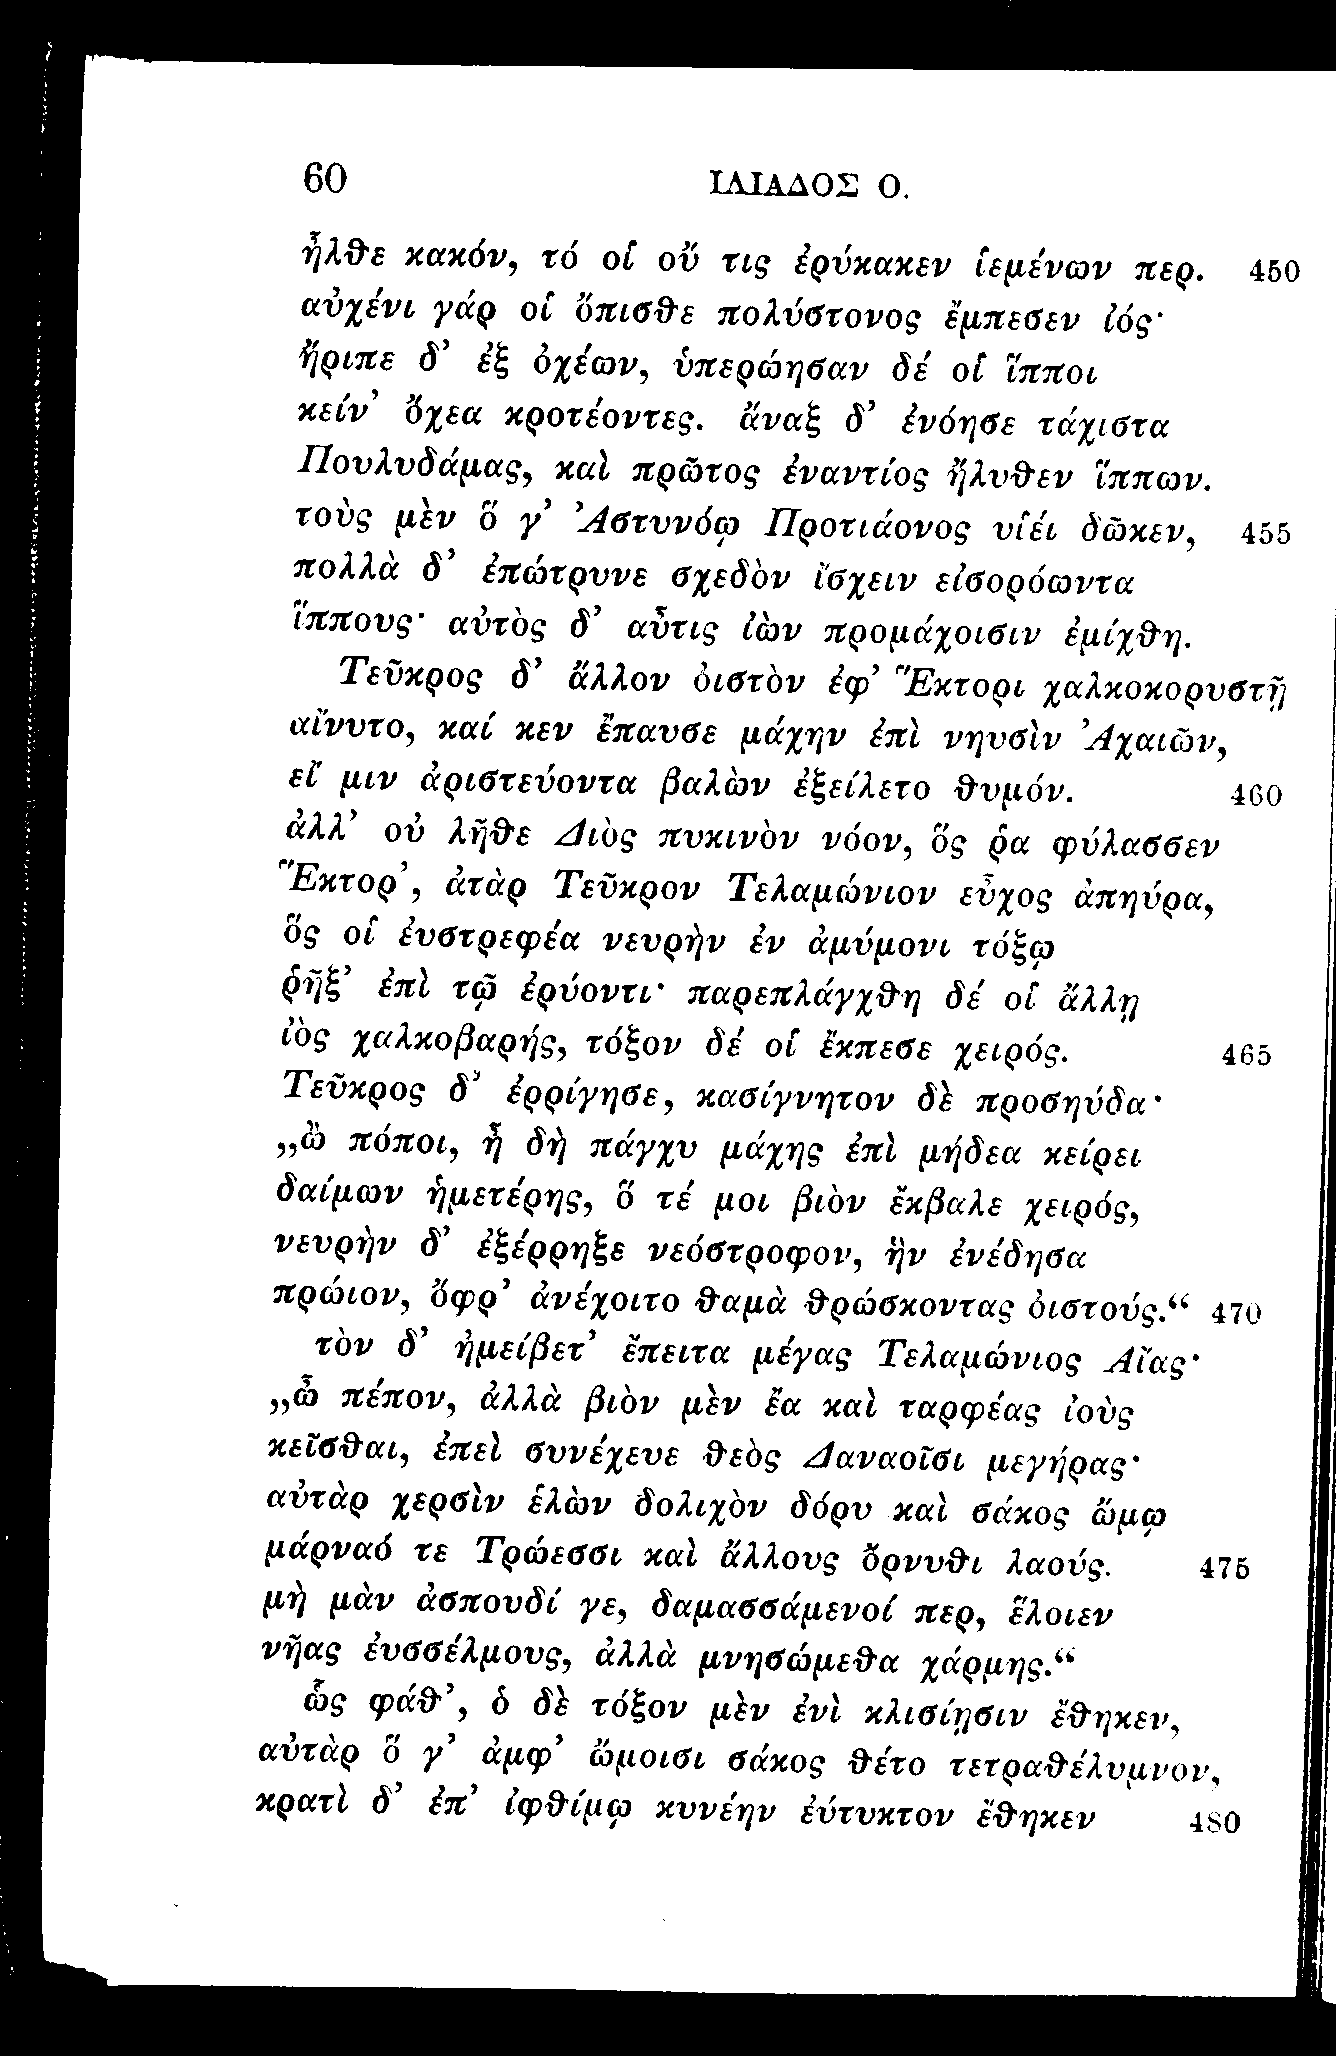 60 ΙΛΙΑΔΟΣ Ο.
ἦλθε κακόν, τό οἱ οὔ τις ἐρύκακεν ἱεμένων περ. 450
αὐχένι γάρ οἱ ὄπισθε πολύστονος ἔμπεσεν ἰός·
ἤριπε δ’ ἐξ ὀχέων, ὑπερώησαν δέ οἱ ἵπποι
κείν’ ὄχεα κροτέοντες. ἄναξ δ’ ἐνόησε τάχιστα
Πουλυδάμας, καὶ πρῶτος ἐναντίος ἤλυθεν ἵππων.
τοὺς μὲν ὅ γ’ Ἀστυνόῳ Προτιάονος υἱέι δῶκεν, 455
πολλὰ δ’ ἐπώτρυνε σχεδὸν ἴσχειν εἰσορόωντα
ἵππους· αὐτὸς δ’ αὖτις ἰὼν προμάχοισιν ἐμίχθη.
Τεῦκρος δ’ ἄλλον ὀιστὸν ἐφ’ Ἕκτορι χαλκοκορυστῇ
αἴνυτο, καί κεν ἔπαυσε μάχην ἐπὶ νηυσὶν Ἀχαιῶν,
εἴ μιν ἀριστεύοντα βαλὼν ἐξείλετο θυμόν. 460
ἀλλ’ οὐ λῆθε Διὸς πυκινὸν νόον, ὅς ῥα φύλασσεν
Ἕκτορ’, ἀτὰρ Τεῦκρον Τελαμώνιον εὖχος ἀπηύρα,
ὅς οἱ ἐυστρεφέα νευρὴν ἐν ἀμύμονι τόξῳ
ῥῆξ’ ἐπὶ τῷ ἐρύοντι· παρεπλάγχθη δέ οἱ ἄλλῃ
ἰὸς χαλκοβαρής, τόξον δέ οἱ ἔκπεσε χειρός. 465
Τεῦκρος δ’ ἐρρίγησε, κασίγνητον δὲ προσηύδα·
„ὢ πόποι, ἦ δὴ πάγχυ μάχης ἐπὶ μήδεα κείρει
δαίμων ἡμετέρης, ὅ τέ μοι βιὸν ἔκβαλε χειρός,
νευρὴν δ’ ἐξέρρηξε νεόστροφον, ἣν ἐνέδησα
πρώιον, ὄφρ’ ἀνέχοιτο θαμὰ θρώσκοντας ὀιστούς.“ 470
τὸν δ’ ἠμείβετ’ ἔπειτα μέγας Τελαμώνιος Αἴας·
„ὦ πέπον, ἀλλὰ βιὸν μὲν ἔα καὶ ταρφέας ἰοὺς
κεῖσθαι, ἐπεὶ συνέχευε θεὸς Δαναοῖσι μεγήρας·
αὐτὰρ χερσὶν ἑλὼν δολιχὸν δόρυ καὶ σάκος ὤμῳ
μάρναό τε Τρώεσσι καὶ ἄλλους ὄρνυθι λαούς. 475
μὴ μὰν ἀσπουδί γε, δαμασσάμενοί περ, ἕλοιεν
νῆας ἐυσσέλμους, ἀλλὰ μνησώμεθα χάρμης.“
ὣς φάθ’, ὁ δὲ τόξον μὲν ἐνὶ κλισίῃσιν ἔθηκεν,
αὐτὰρ ὅ γ’ ἀμφ’ ὤμοισι σάκος θέτο τετραθέλυμνον,
κρατὶ δ’ ἐπ’ ἰφθίμῳ κυνέην ἐύτυκτον ἔθηκεν 480